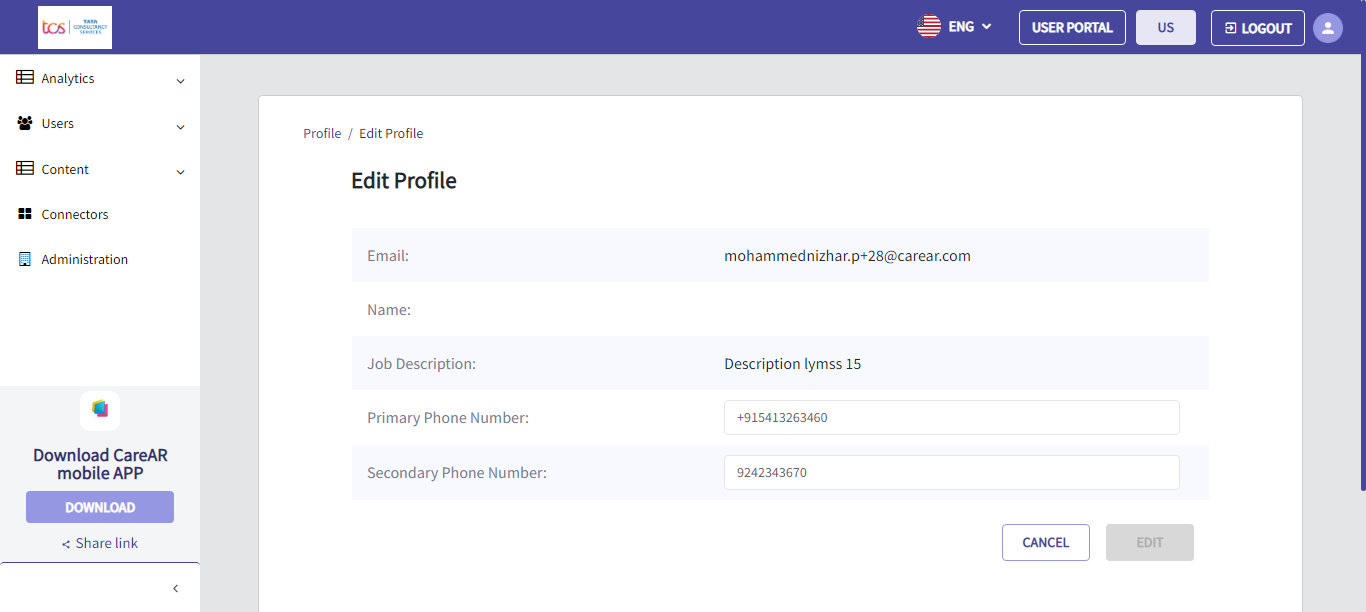 tcs TATA CONSULTANCY SERVICES
ENG
USER PORTAL
US
LOGOUT
Analytics
Users
Content
Connectors
Administration
Download CareAR
mobile APP
DOWNLOAD
Share link
Profile / Edit Profile
Edit Profile
Email: mohammednizhar.p+28@carear.com
Name:
Job Description: Description lymss 15
Primary Phone Number: +915413263460
Secondary Phone Number: 9242343670
CANCEL
EDIT